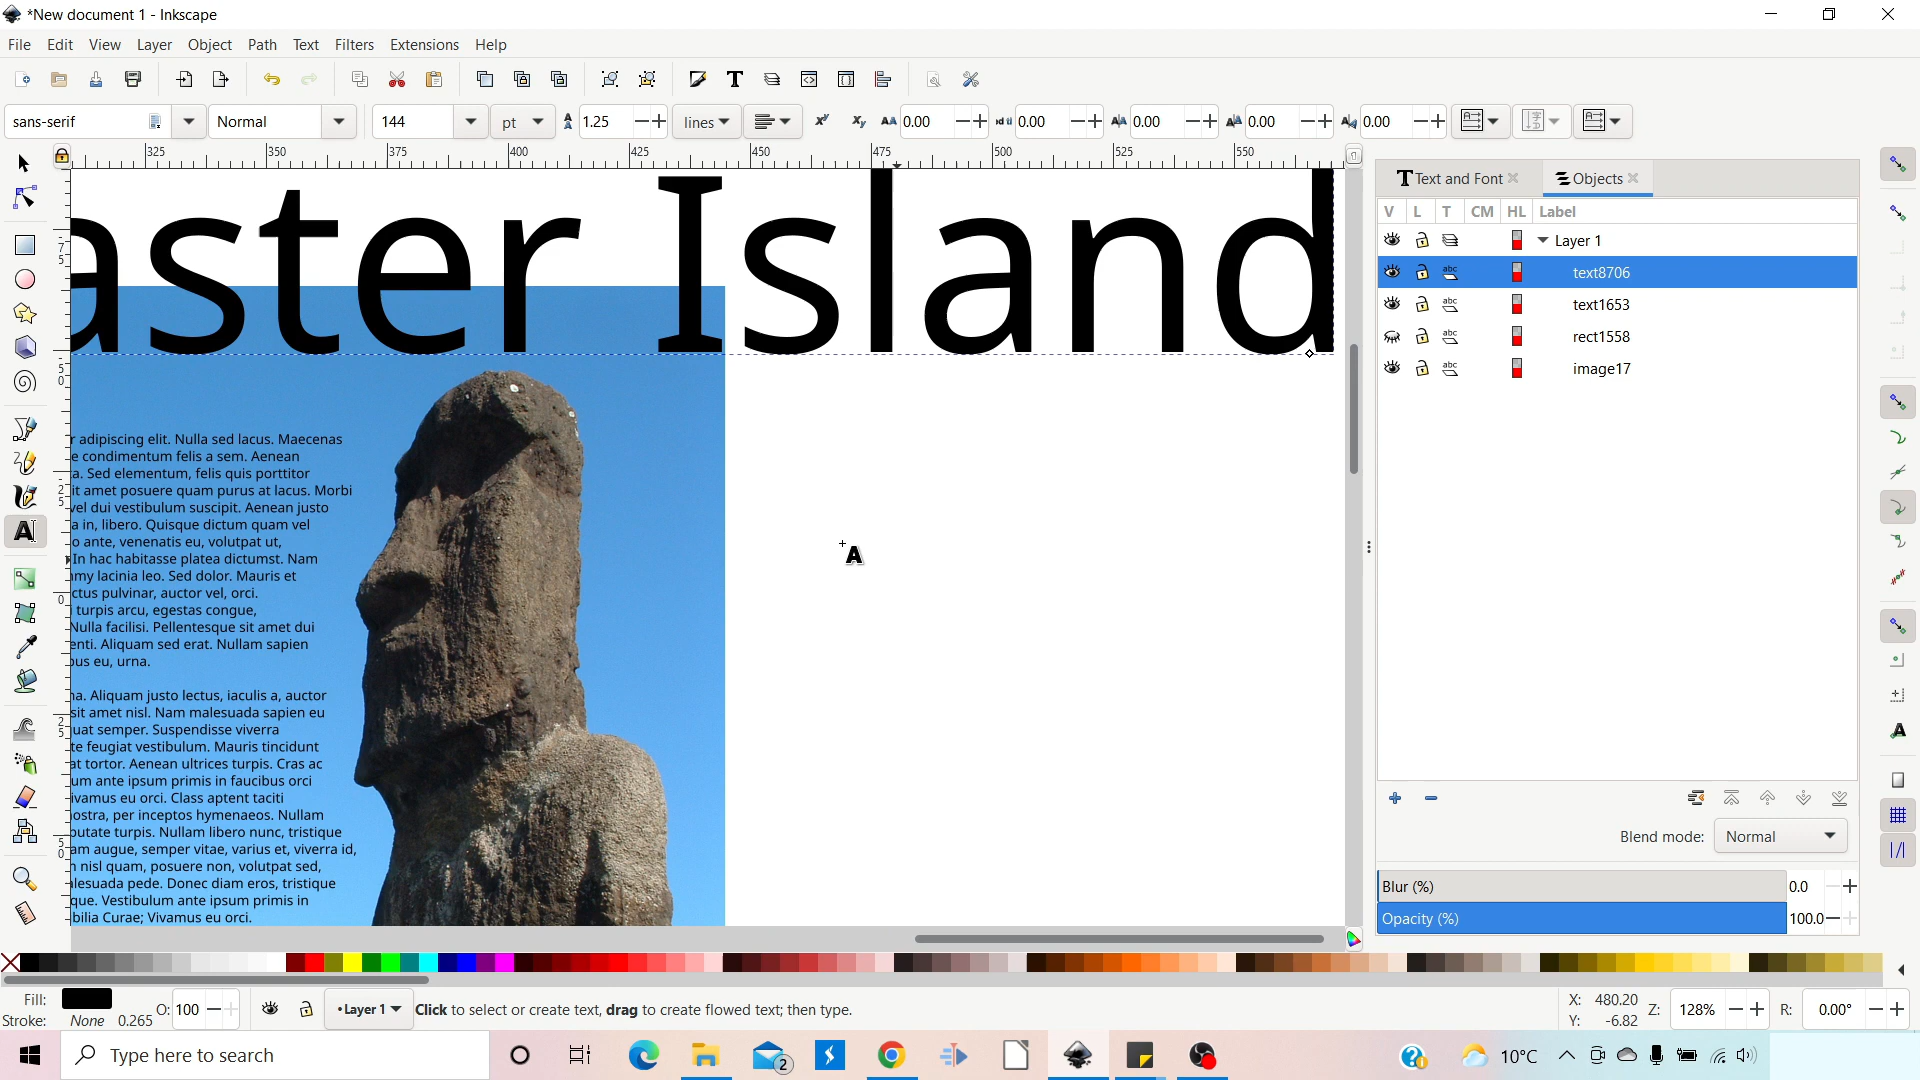 *New document 1 - Inkscape
File Edit View Layer Object Path Text Filters Extensions Help
sans-serif Normal 144 pt 1.25 lines 0.00 0.00 0.00 0.00 0.00
325 350 375 400 425 450 475 500 525 550
Text and Font Objects
V L T CM HL Label
Layer 1
text8706
text1653
rect1558
image17
aster Island
r adipiscing elit. Nulla sed lacus. Maecenas
e condimentum felis a sem. Aenean
a. Sed elementum, felis quis porttitor
it amet posuere quam purus at lacus. Morbi
vel dui vestibulum suscipit. Aenean justo
a in, libero. Quisque dictum quam vel
o ante, venenatis eu, volutpat ut,
In hac habitasse platea dictumst. Nam
my lacinia leo. Sed dolor. Mauris et
ctus pulvinar, auctor vel, orci.
turpis arcu, egestas congue,
Nulla facilisi. Pellentesque sit amet dui
enti. Aliquam sed erat. Nullam sapien
ous eu, urna.
na. Aliquam justo lectus, iaculis a, auctor
sit amet nisl. Nam malesuada sapien eu
uat semper. Suspendisse viverra
te feugiat vestibulum. Mauris tincidunt
at tortor. Aenean ultrices turpis. Cras ac
um ante ipsum primis in faucibus orci
ivamus eu orci. Class aptent taciti
nostra, per inceptos hymenaeos. Nullam
putate turpis. Nullam libero nunc, tristique
am augue, semper vitae, varius et, viverra id,
n nisl quam, posuere non, volutpat sed,
lesuada pede. Donec diam eros, tristique
que. Vestibulum ante ipsum primis in
bilia Curae; Vivamus eu orci.
Blend mode: Normal
Blur (%) 0.0
Opacity (%) 100.0
Fill:
Stroke: None 0.265
O: 100
•Layer 1
Click to select or create text, drag to create flowed text; then type.
X: 480.20
Y: -6.82
Z: 128%
R: 0.00°
Type here to search
2
10°C